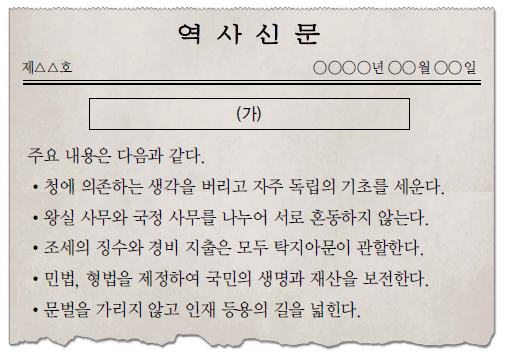 역 사 신 문
제△△호 ○○○○년 ○○월 ○○일
(가)
주요 내용은 다음과 같다.
• 청에 의존하는 생각을 버리고 자주 독립의 기초를 세운다.
• 왕실 사무와 국정 사무를 나누어 서로 혼동하지 않는다.
• 조세의 징수와 경비 지출은 모두 탁지아문이 관할한다.
• 민법, 형법을 제정하여 국민의 생명과 재산을 보전한다.
• 문벌을 가리지 않고 인재 등용의 길을 넓힌다.